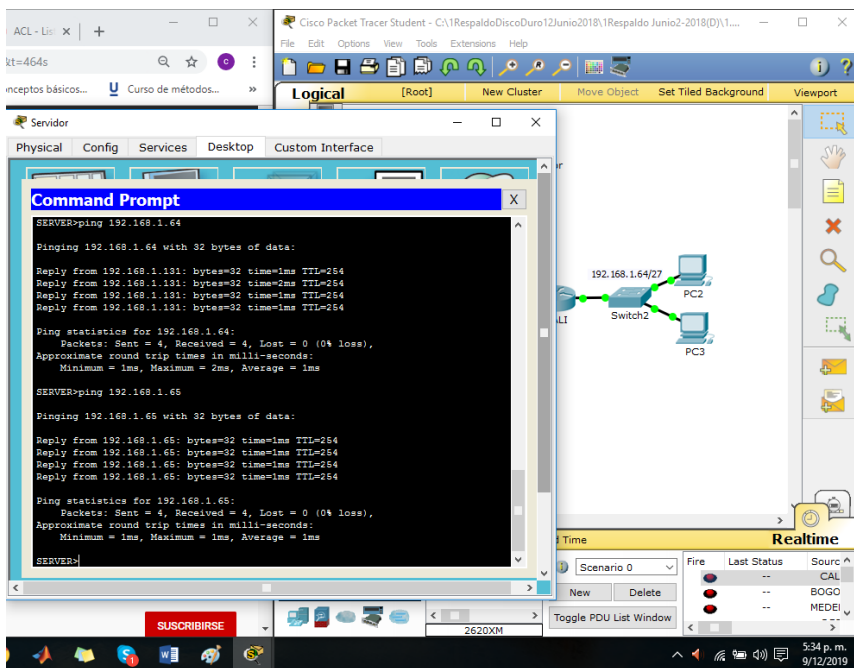 ACL - Lis
Cisco Packet Tracer Student - C:\1RespaldoDiscoDuro12Junio2018\1Respaldo Junio2-2018(D)\1....
File Edit Options View Tools Extensions Help
kt=464s
onceptos básicos...
Curso de métodos...
»
Logical
[Root]
New Cluster
Move Object
Set Tiled Background
Viewport
Servidor
Physical Config Services Desktop Custom Interface
Command Prompt
X
SERVER>ping 192.168.1.64
Pinging 192.168.1.64 with 32 bytes of data:
Reply from 192.168.1.131: bytes=32 time=1ms TTL=254
Reply from 192.168.1.131: bytes=32 time=2ms TTL=254
Reply from 192.168.1.131: bytes=32 time=1ms TTL=254
Reply from 192.168.1.131: bytes=32 time=1ms TTL=254
Ping statistics for 192.168.1.64:
Packets: Sent = 4, Received = 4, Lost = 0 (0% loss),
Approximate round trip times in milli-seconds:
Minimum = 1ms, Maximum = 2ms, Average = 1ms
SERVER>ping 192.168.1.65
Pinging 192.168.1.65 with 32 bytes of data:
Reply from 192.168.1.65: bytes=32 time=1ms TTL=254
Reply from 192.168.1.65: bytes=32 time=1ms TTL=254
Reply from 192.168.1.65: bytes=32 time=1ms TTL=254
Reply from 192.168.1.65: bytes=32 time=1ms TTL=254
Ping statistics for 192.168.1.65:
Packets: Sent = 4, Received = 4, Lost = 0 (0% loss),
Approximate round trip times in milli-seconds:
Minimum = 1ms, Maximum = 1ms, Average = 1ms
SERVER>
192.168.1.64/27
PC2
ALI
Switch2
PC3
d Time
Realtime
Scenario 0
Fire Last Status Sourc
-- CAL
New Delete
-- BOGO
-- MEDEI
Toggle PDU List Window
2620XM
SUSCRIBIRSE
5:34 p. m.
9/12/2019